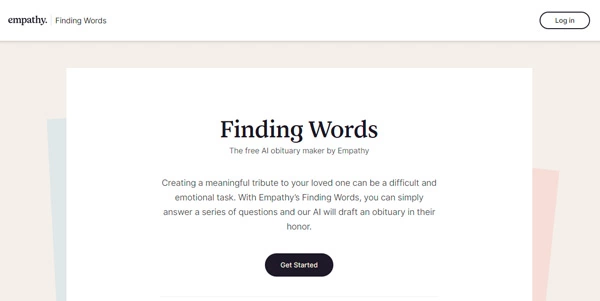 empathy. Finding Words Log in
Finding Words
The free AI obituary maker by Empathy
Creating a meaningful tribute to your loved one can be a difficult and
emotional task. With Empathy's Finding Words, you can simply
answer a series of questions and our AI will draft an obituary in their
honor.
Get Started